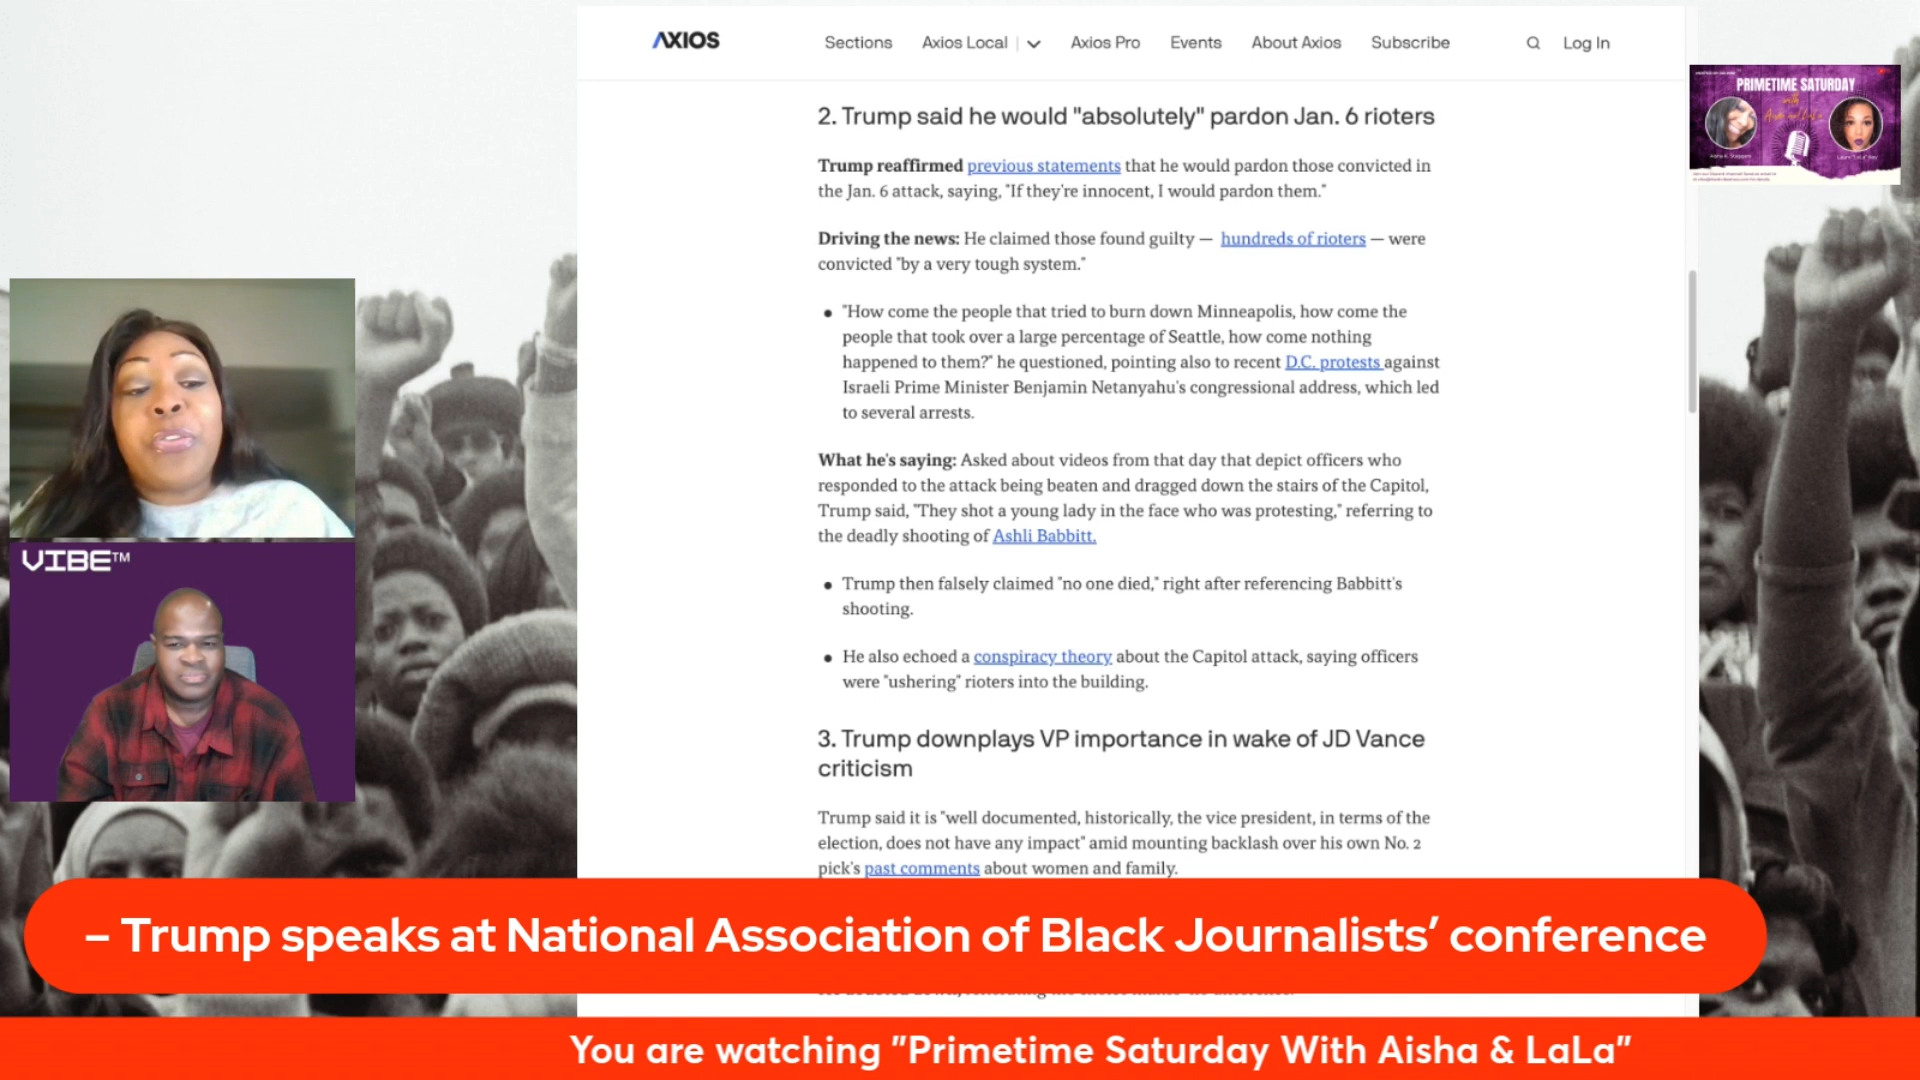 AXIOS
Sections
Axios Local
Axios Pro
Events
About Axios
Subscribe
Log In
PRIMETIME SATURDAY
with
2. Trump said he would "absolutely" pardon Jan. 6 rioters
Trump reaffirmed previous statements that he would pardon those convicted in
the Jan. 6 attack, saying, "If they're innocent, I would pardon them."
Driving the news: He claimed those found guilty — hundreds of rioters — were
convicted "by a very tough system."
"How come the people that tried to burn down Minneapolis, how come the
people that took over a large percentage of Seattle, how come nothing
happened to them?" he questioned, pointing also to recent D.C. protests against
Israeli Prime Minister Benjamin Netanyahu's congressional address, which led
to several arrests.
What he's saying: Asked about videos from that day that depict officers who
responded to the attack being beaten and dragged down the stairs of the Capitol,
Trump said, "They shot a young lady in the face who was protesting," referring to
the deadly shooting of Ashli Babbitt.
VIBE™
Trump then falsely claimed "no one died," right after referencing Babbitt's
shooting.
He also echoed a conspiracy theory about the Capitol attack, saying officers
were "ushering" rioters into the building.
3. Trump downplays VP importance in wake of JD Vance
criticism
Trump said it is "well documented, historically, the vice president, in terms of the
election, does not have any impact" amid mounting backlash over his own No. 2
pick's past comments about women and family.
– Trump speaks at National Association of Black Journalists’ conference
You are watching "Primetime Saturday With Aisha & LaLa"